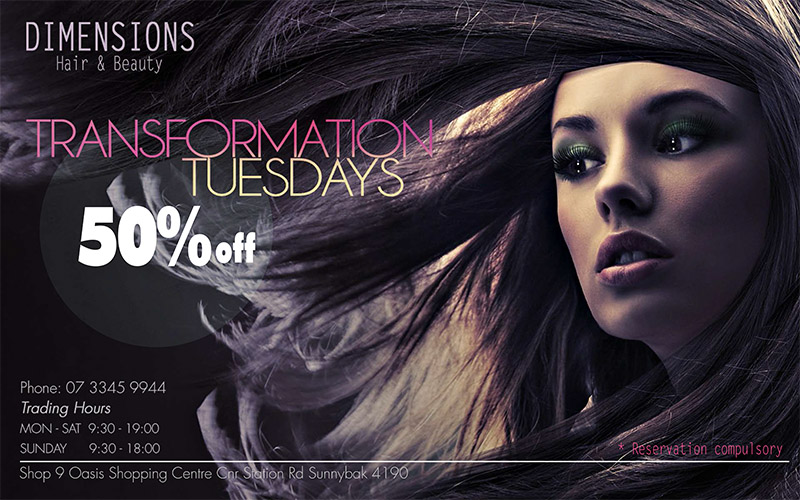 DIMENSIONS
Hair & Beauty
TRANSFORMATION
TUESDAYS
50% off
Phone: 07 3345 9944
Trading Hours
MON - SAT 9:30 - 19:00
SUNDAY 9:30 - 18:00
* Reservation compulsory
Shop 9 Oasis Shopping Centre Cnr Station Rd Sunnybak 4190